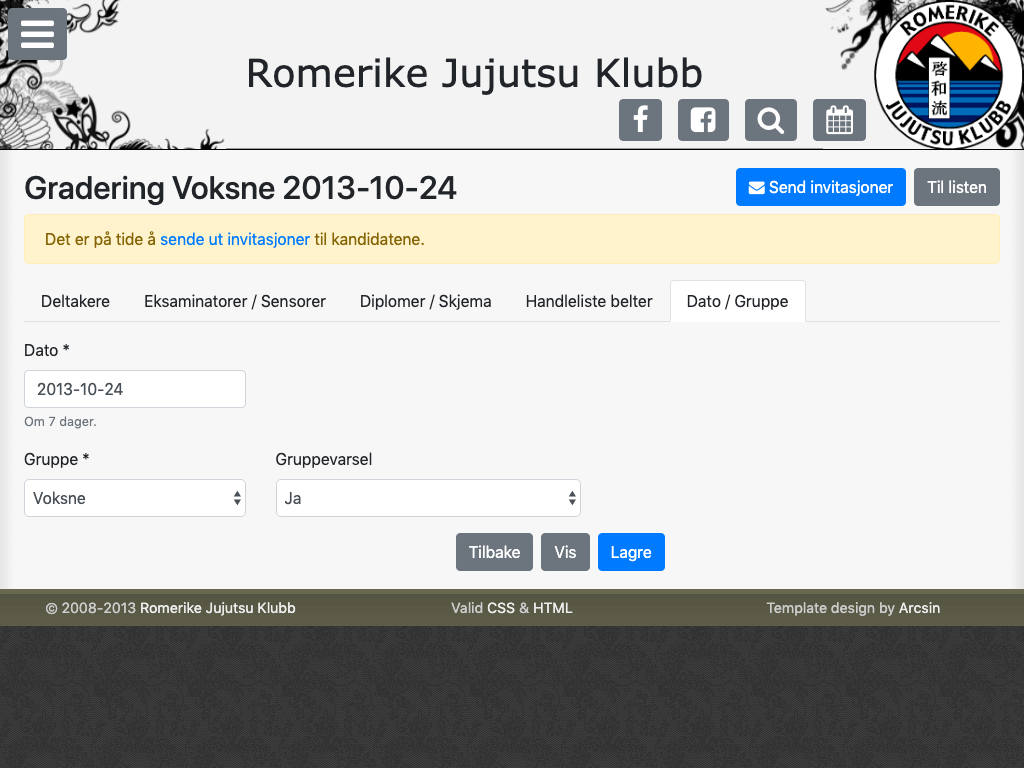 Romerike Jujutsu Klubb
ROMERIKE
啓和流
JUJUTSU KLUBB
Gradering Voksne 2013-10-24
Send invitasjoner
Til listen
Det er på tide å sende ut invitasjoner til kandidatene.
Deltakere
Eksaminatorer / Sensorer
Diplomer / Skjema
Handleliste belter
Dato / Gruppe
Dato *
2013-10-24
Om 7 dager.
Gruppe *
Gruppevarsel
Voksne
Ja
Tilbake
Vis
Lagre
© 2008-2013 Romerike Jujutsu Klubb
Valid CSS & HTML
Template design by Arcsin